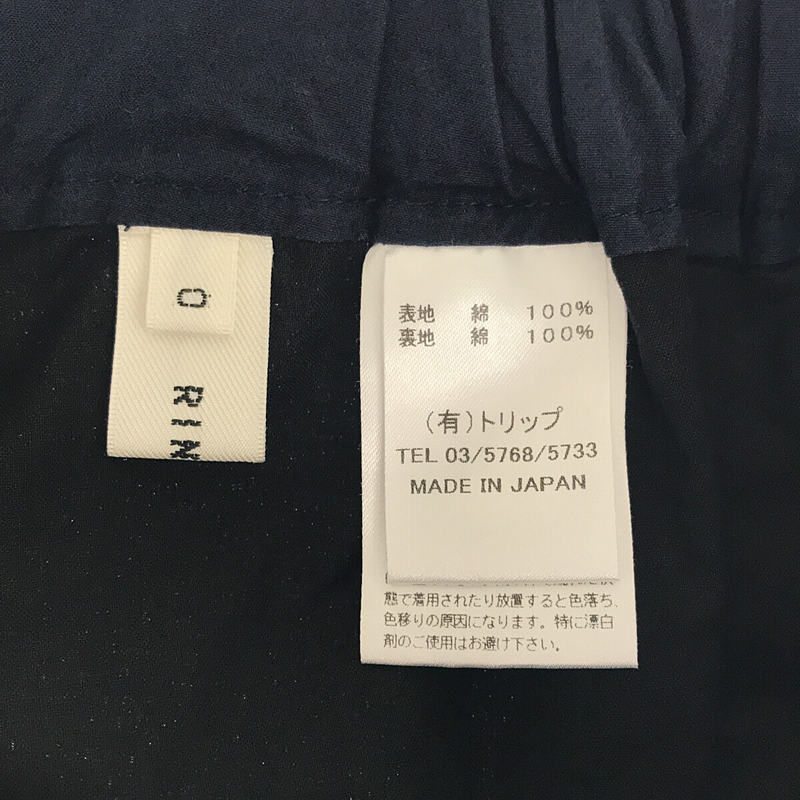 O
RIN
表地 綿 100%
裏地 綿 100%
(有)トリップ
TEL 03/5768/5733
MADE IN JAPAN
態で着用されたり放置すると色落ち、
色移りの原因になります。特に漂白
剤のご使用はお避け下さい。